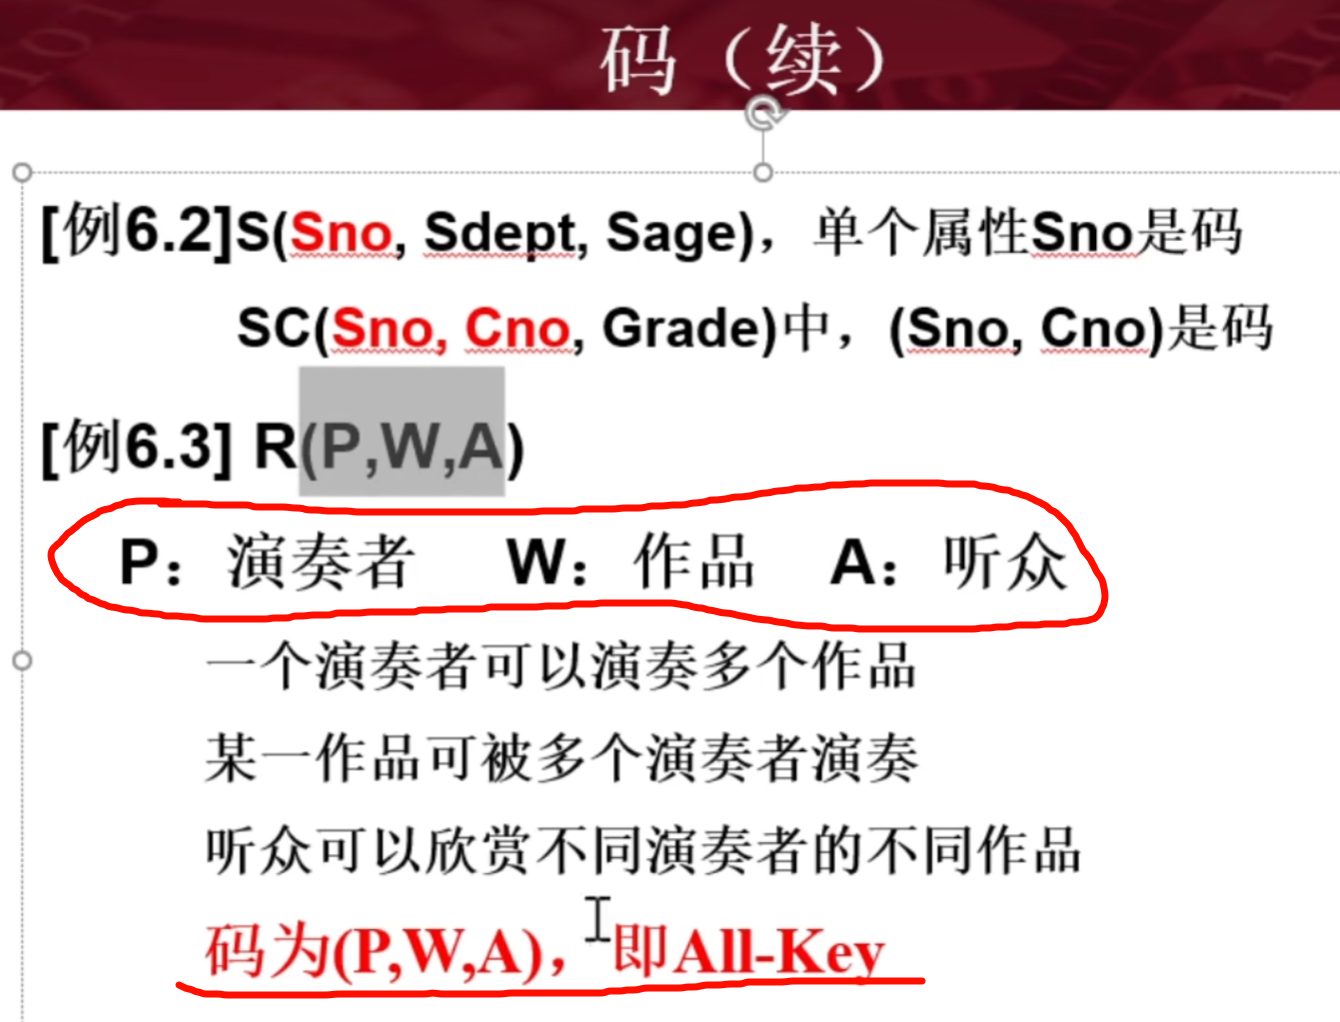 码（续）
[例6.2]S(Sno, Sdept, Sage)，单个属性Sno是码
SC(Sno, Cno, Grade)中，(Sno, Cno)是码
[例6.3] R(P,W,A)
P：演奏者 W：作品 A：听众
一个演奏者可以演奏多个作品
某一作品可被多个演奏者演奏
听众可以欣赏不同演奏者的不同作品
码为(P,W,A)，即All-Key